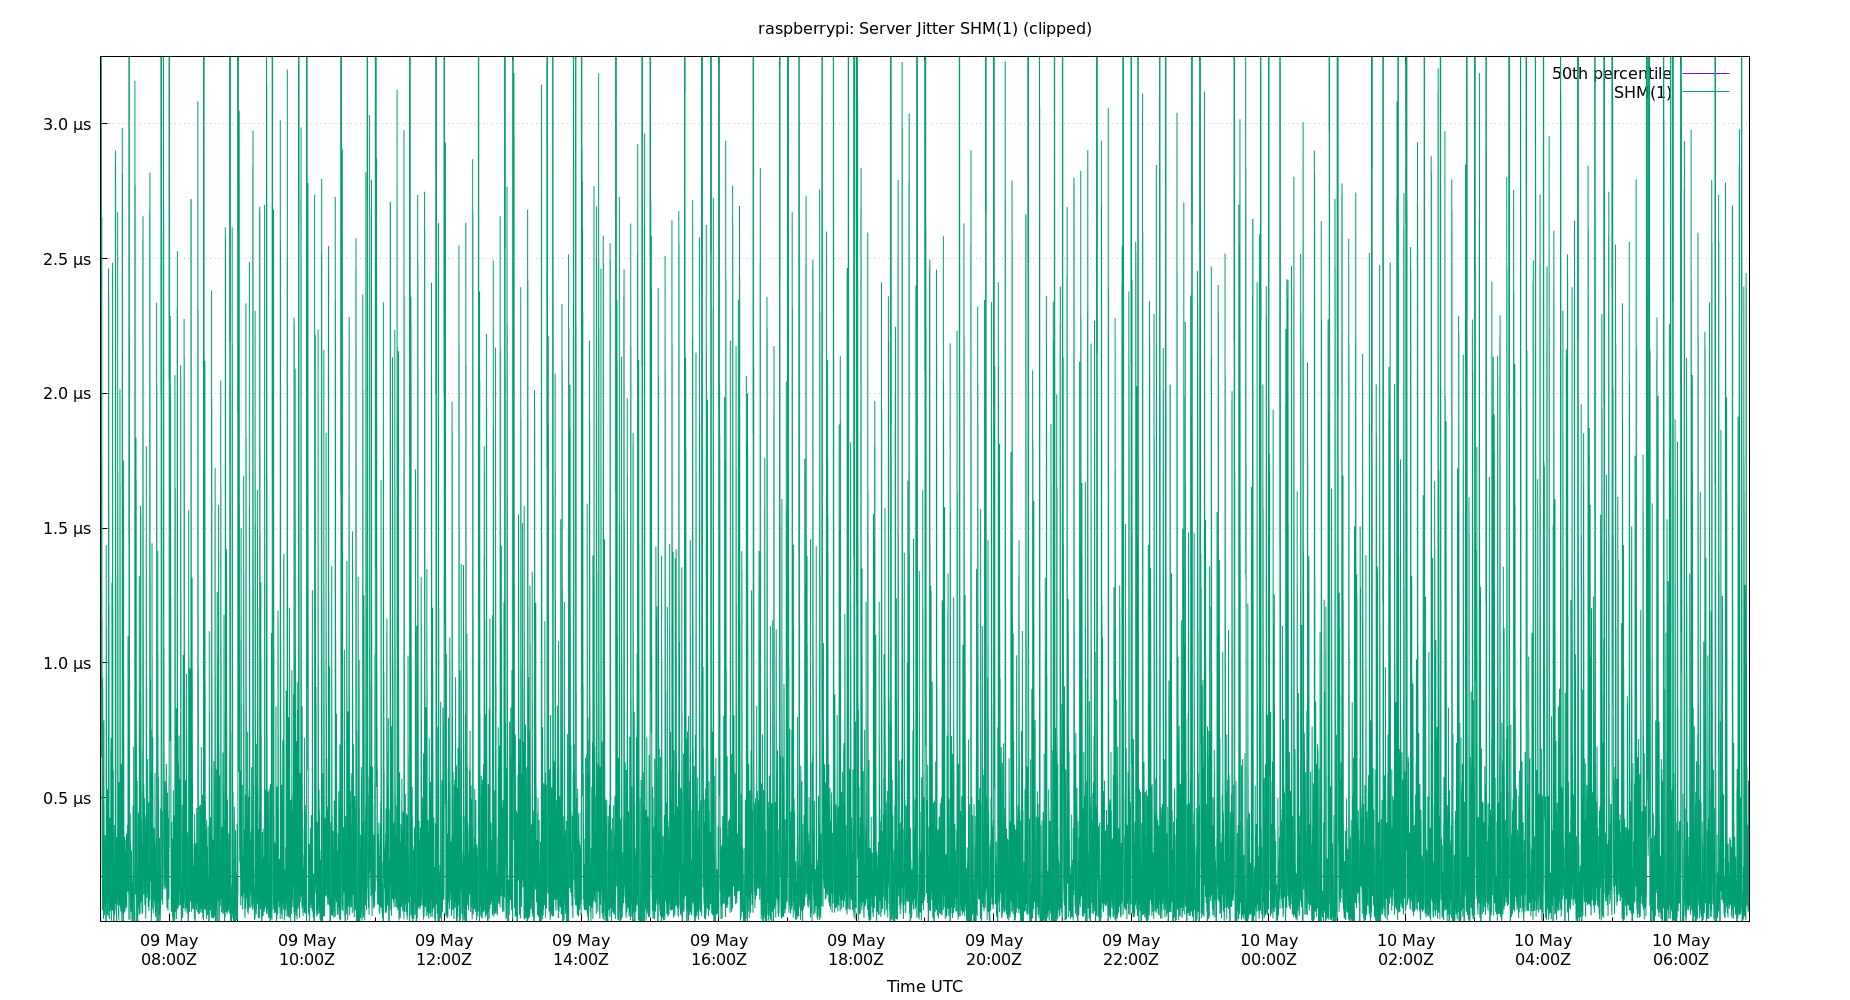 raspberrypi: Server Jitter SHM(1) (clipped)
50th percentile
SHM(1)
3.0 μs
2.5 μs
2.0 μs
1.5 μs
1.0 μs
0.5 μs
09 May 09 May 09 May 09 May 09 May 09 May 09 May 09 May 10 May 10 May 10 May 10 May
08:00Z 10:00Z 12:00Z 14:00Z 16:00Z 18:00Z 20:00Z 22:00Z 00:00Z 02:00Z 04:00Z 06:00Z
Time UTC